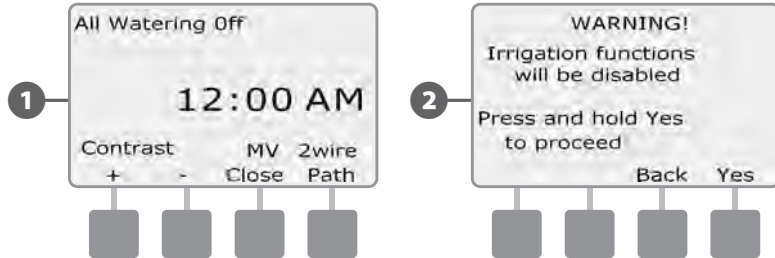 1
All Watering Off
12:00 AM
Contrast MV 2wire
+ - Close Path
2
WARNING!
Irrigation functions
will be disabled
Press and hold Yes
to proceed
Back Yes